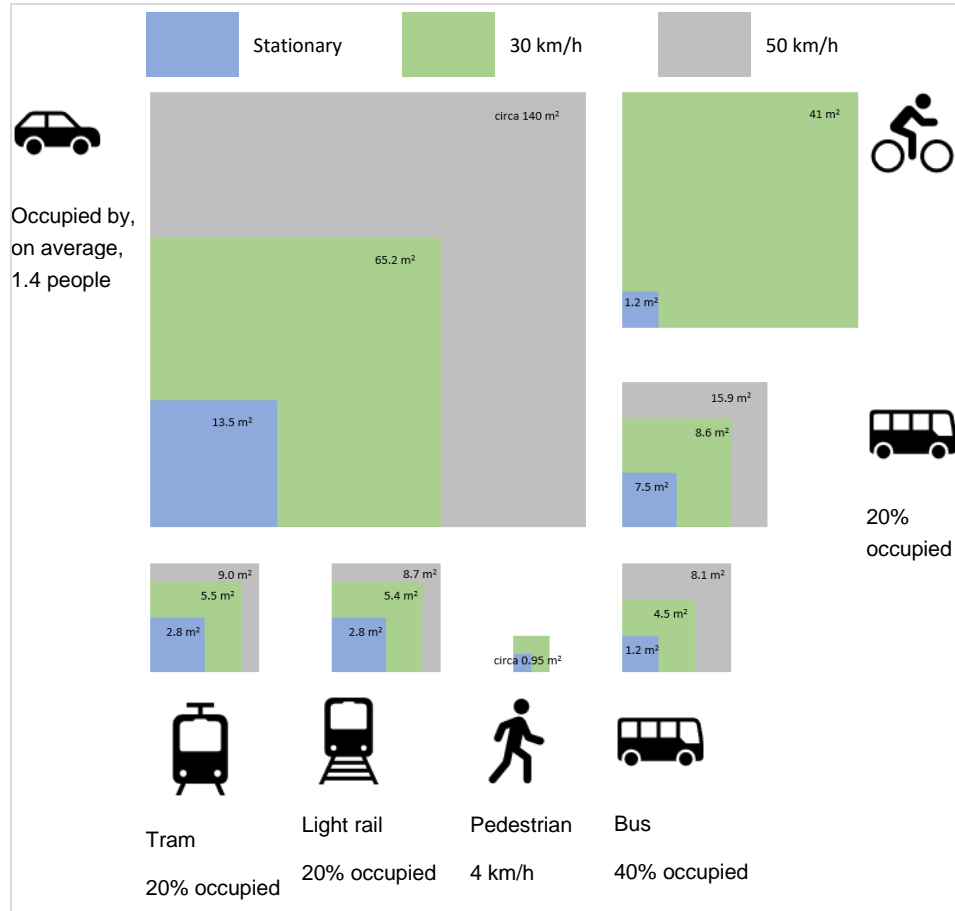 Stationary
30 km/h
50 km/h
circa 140 m²
41 m²
Occupied by,
on average,
1.4 people
65.2 m²
1.2 m²
13.5 m²
15.9 m²
8.6 m²
7.5 m²
20%
occupied
9.0 m²
5.5 m²
2.8 m²
8.7 m²
5.4 m²
2.8 m²
circa 0.95 m²
8.1 m²
4.5 m²
1.2 m²
Tram
20% occupied
Light rail
20% occupied
Pedestrian
4 km/h
Bus
40% occupied